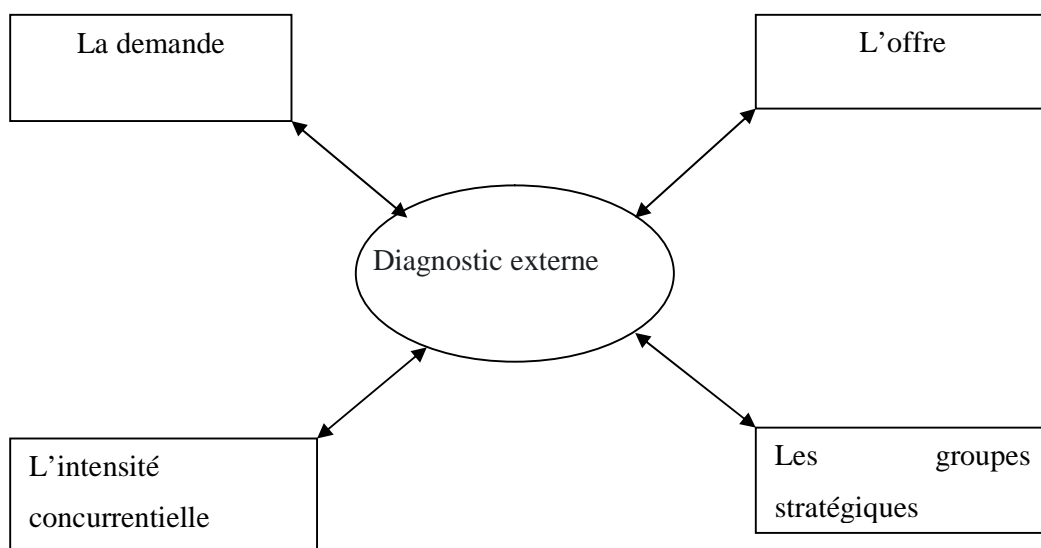 La demande
L’offre
Diagnostic externe
L’intensité
concurrentielle
Les groupes
stratégiques